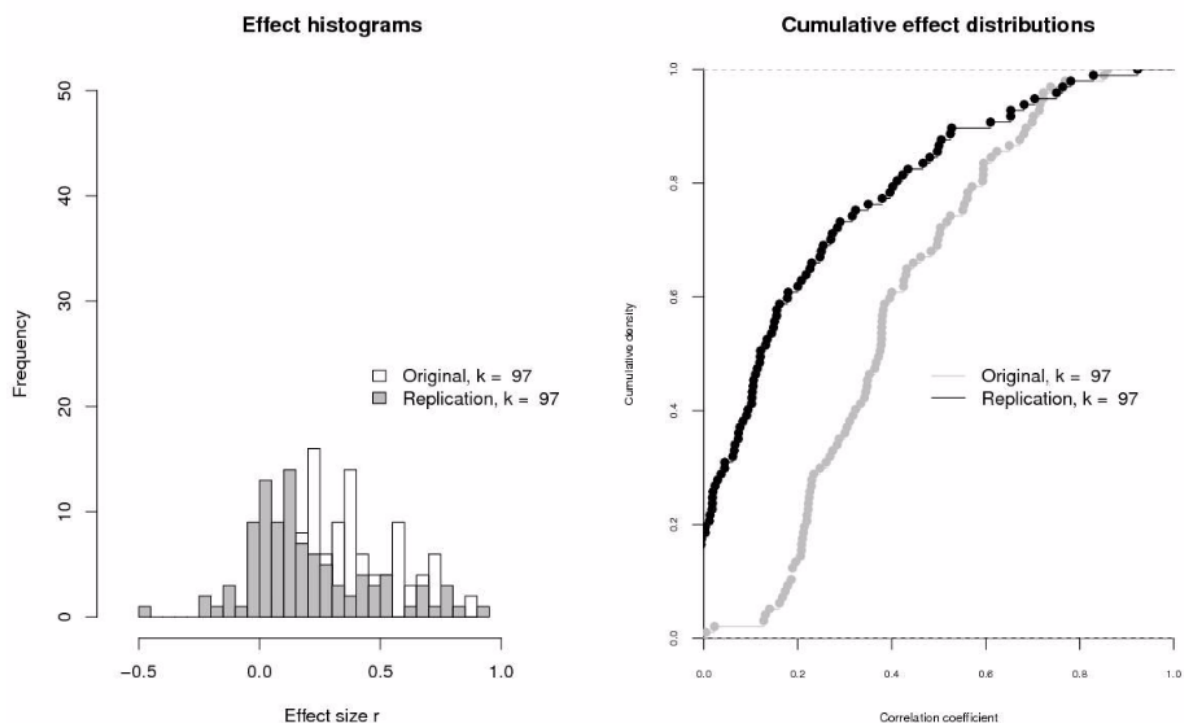 Effect histograms
50
40
30
20
10
0
Frequency
Original, k = 97
Replication, k = 97
−0.5
0.0
0.5
1.0
Effect size r
Cumulative effect distributions
1.0
0.8
0.6
0.4
0.2
0.0
Cumulative density
Original, k = 97
Replication, k = 97
0.0
0.2
0.4
0.6
0.8
1.0
Correlation coefficient